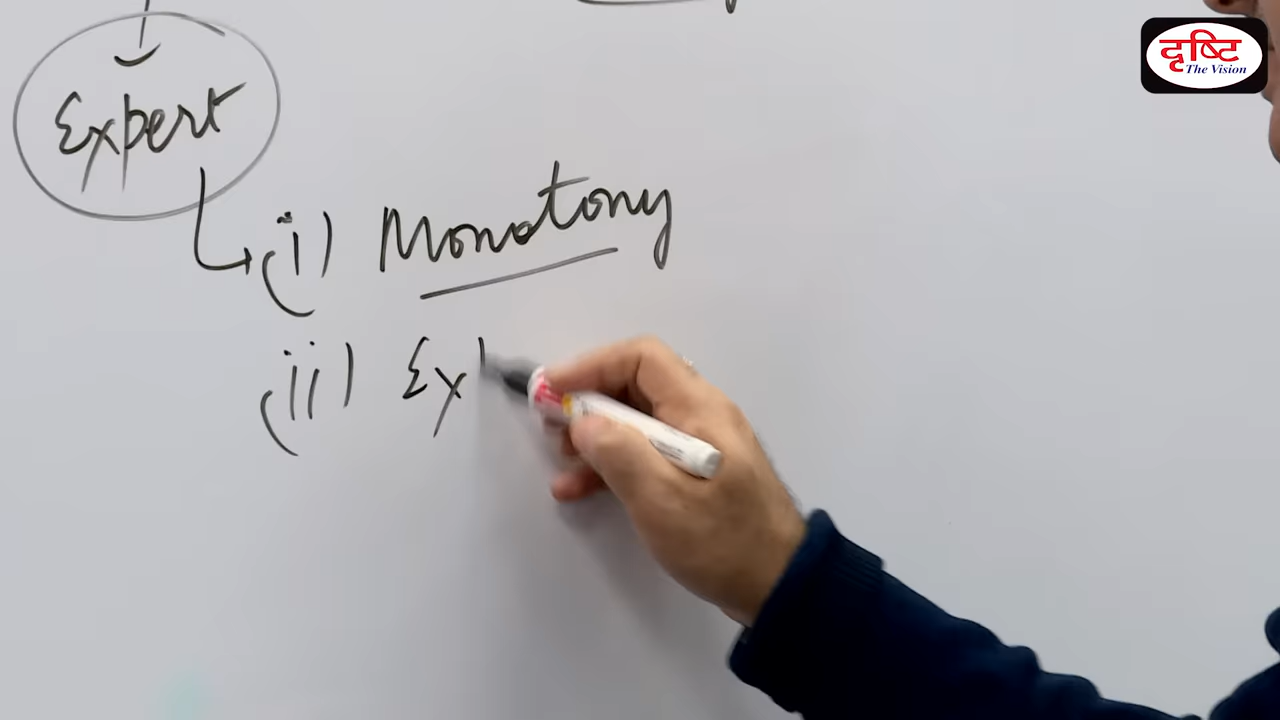 दृष्टि
The Vision
Expert
(i) Monotony
(ii) Ex